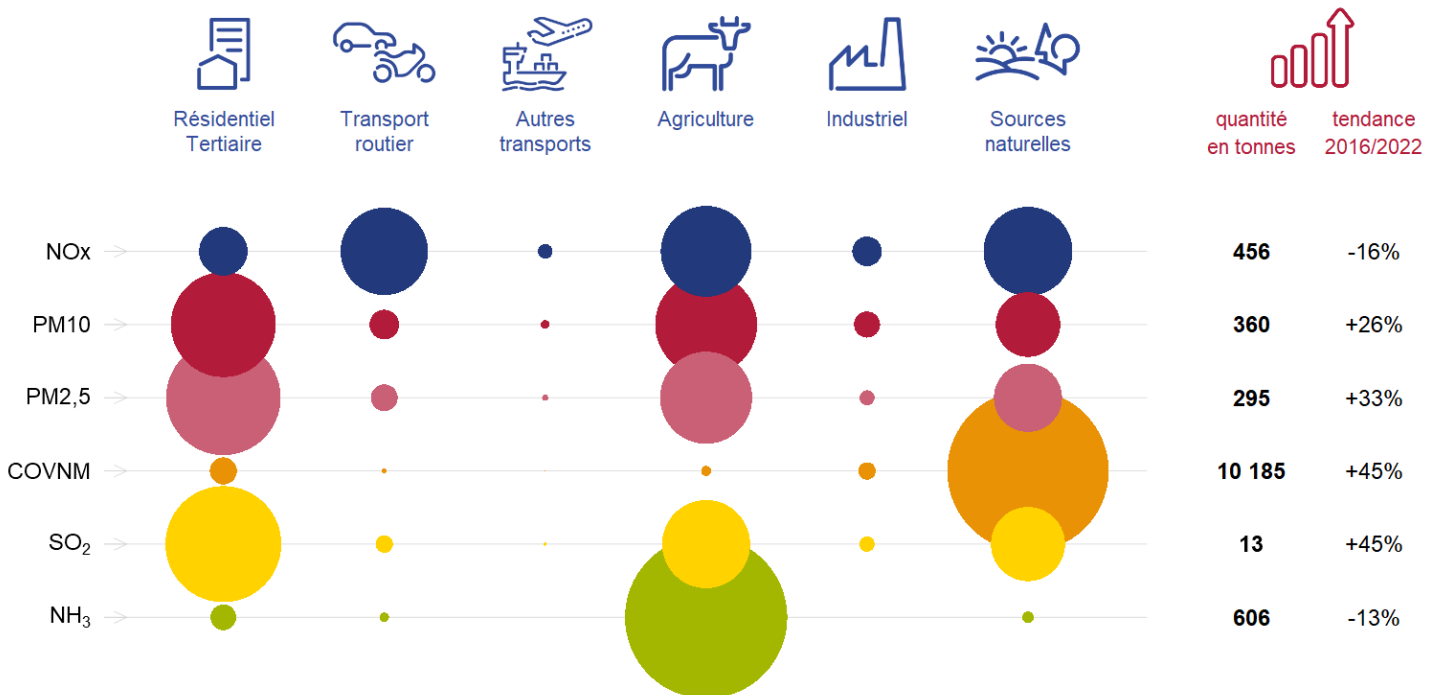 Résidentiel
Tertiaire
Transport
routier
Autres
transports
Agriculture
Industriel
Sources
naturelles
quantité
en tonnes
tendance
2016/2022
NOx 456 -16%
PM10 360 +26%
PM2,5 295 +33%
COVNM 10 185 +45%
SO₂ 13 +45%
NH₃ 606 -13%